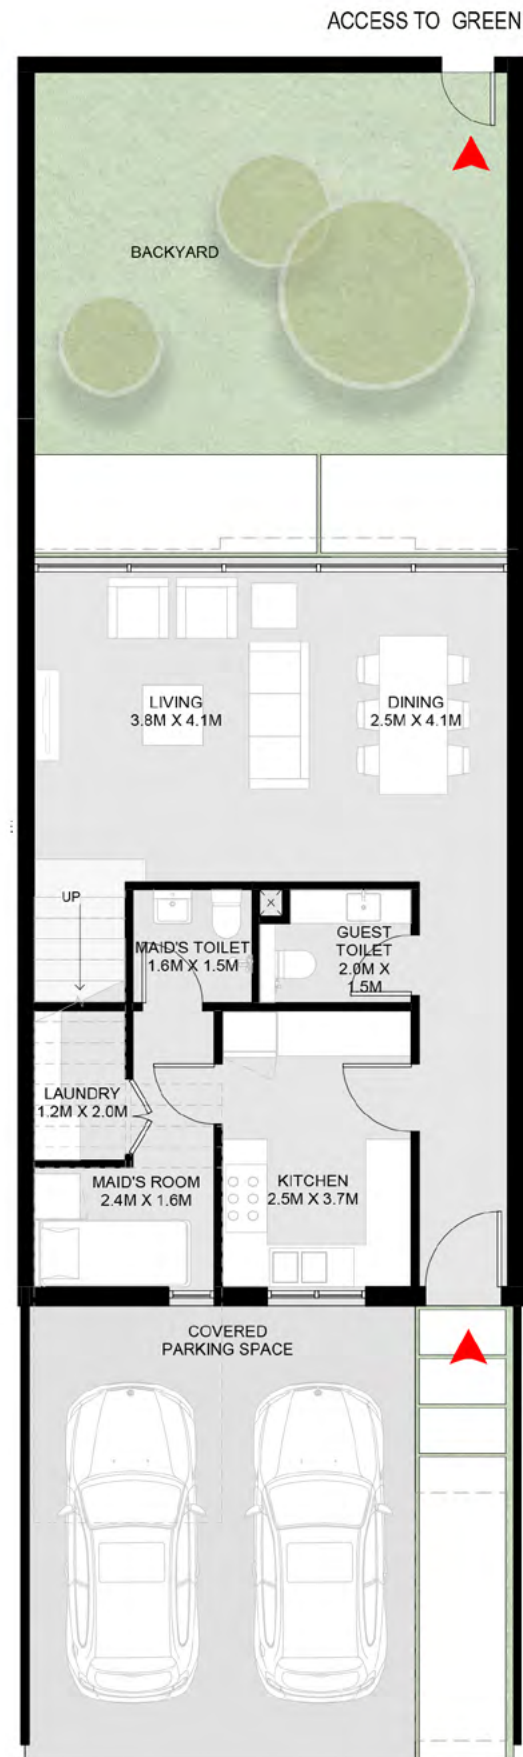 ACCESS TO GREEN
BACKYARD
LIVING
3.8M X 4.1M
DINING
2.5M X 4.1M
UP
MAID'S TOILET
1.6M X 1.5M
GUEST
TOILET
2.0M X
1.5M
LAUNDRY
1.2M X 2.0M
MAID'S ROOM
2.4M X 1.6M
KITCHEN
2.5M X 3.7M
COVERED
PARKING SPACE